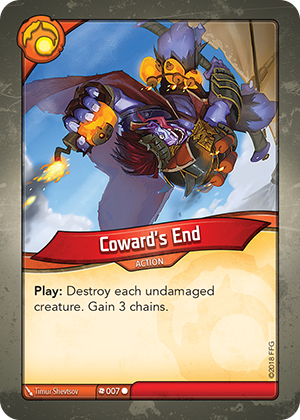 Coward's End
ACTION
Play: Destroy each undamaged
creature. Gain 3 chains.
©2018 FFG
Timur Shevtsov
007